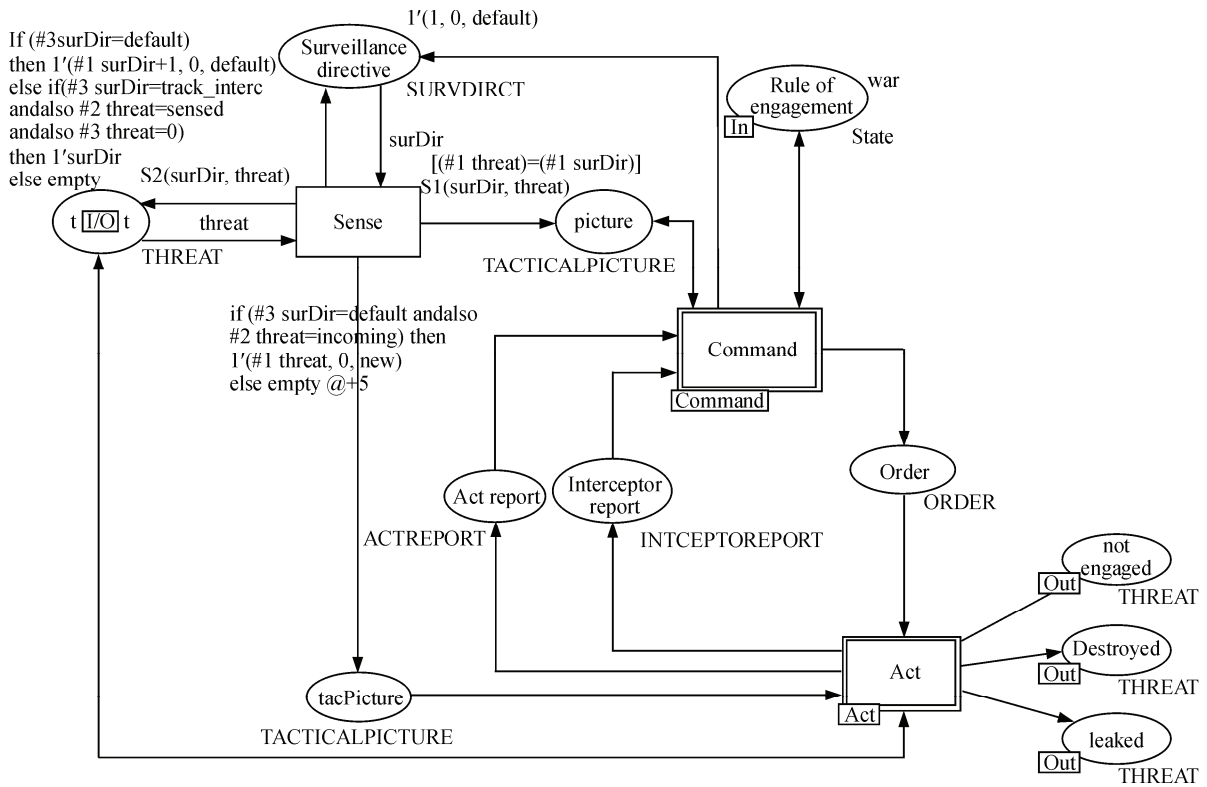 1′(1, 0, default)
If (#3surDir=default)
then 1′(#1 surDir+1, 0, default)
else if(#3 surDir=track_interc
andalso #2 threat=sensed
andalso #3 threat=0)
then 1′surDir
else empty
Surveillance
directive
SURVDIRCT
surDir
Rule of
engagement
war
In
State
[(#1 threat)=(#1 surDir)]
S2(surDir, threat)
S1(surDir, threat)
t I/O t
threat
THREAT
Sense
picture
TACTICALPICTURE
if (#3 surDir=default andalso
#2 threat=incoming) then
1′(#1 threat, 0, new)
else empty @+5
Command
Command
Order
ORDER
Act report
ACTREPORT
Interceptor
report
INTCEPTOREPORT
not
engaged
Out
THREAT
Destroyed
Out
THREAT
Act
Act
tacPicture
TACTICALPICTURE
leaked
Out
THREAT